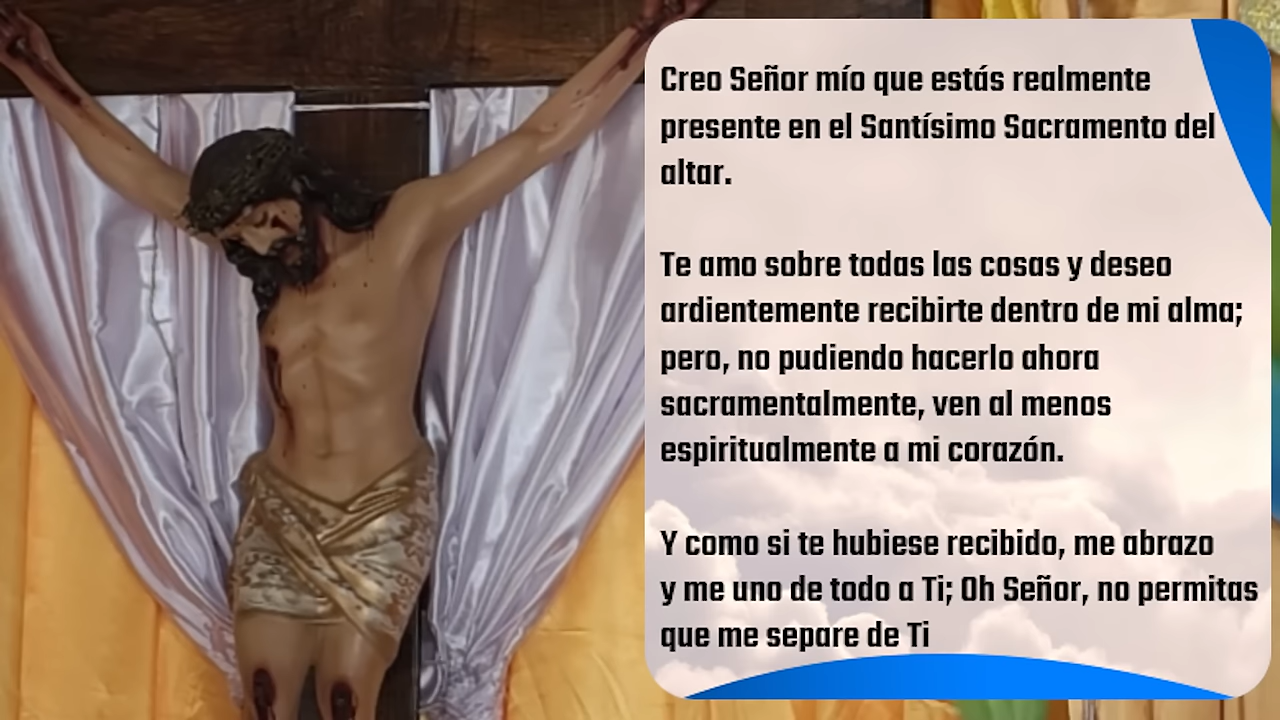 Creo Señor mío que estás realmente
presente en el Santísimo Sacramento del
altar.
Te amo sobre todas las cosas y deseo
ardientemente recibirte dentro de mi alma;
pero, no pudiendo hacerlo ahora
sacramentalmente, ven al menos
espiritualmente a mi corazón.
Y como si te hubiese recibido, me abrazo
y me uno de todo a Ti; Oh Señor, no permitas
que me separe de Ti